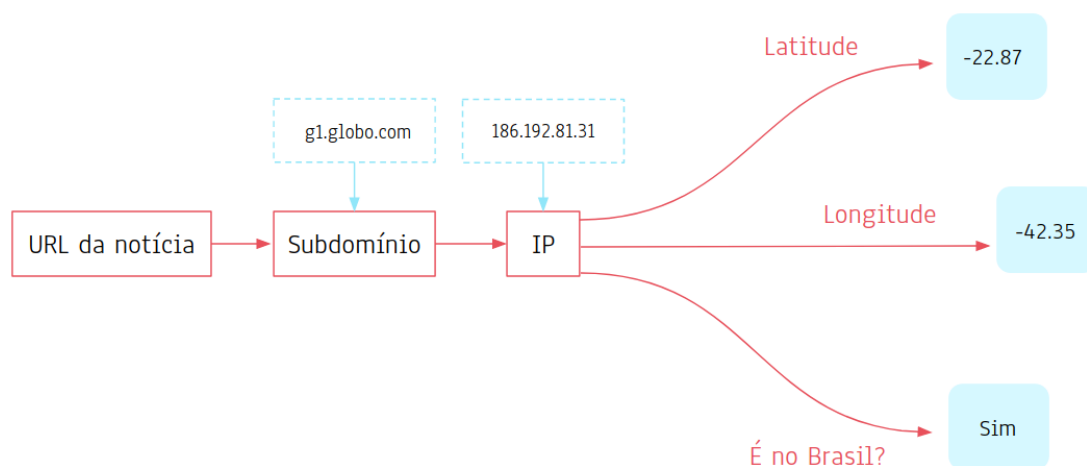 Latitude
-22.87
g1.globo.com
186.192.81.31
Longitude
-42.35
URL da notícia
Subdomínio
IP
Sim
É no Brasil?